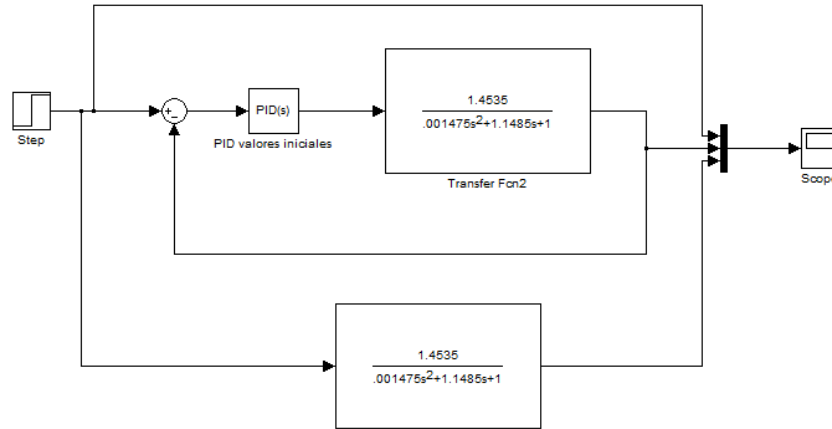 Step
+
−
PID(s)
PID valores iniciales
1.4535
.001475s²+1.1485s+1
Transfer Fcn2
Scope
1.4535
.001475s²+1.1485s+1